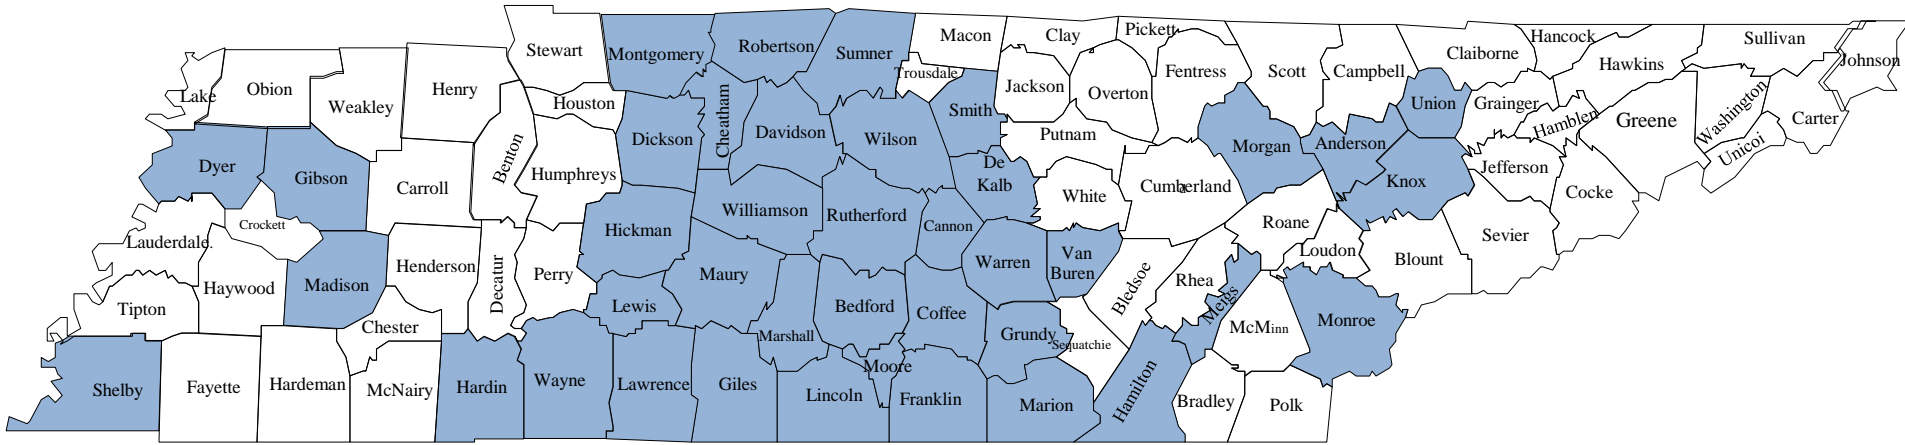 Stewart
Montgomery
Robertson
Sumner
Macon
Clay
Pickett
Hancock
Sullivan
Johnson
Lake
Obion
Weakley
Henry
Houston
Cheatham
Trousdale
Jackson
Overton
Fentress
Scott
Campbell
Claiborne
Hawkins
Washington
Carter
Dyer
Gibson
Carroll
Benton
Humphreys
Dickson
Davidson
Wilson
Smith
Putnam
Morgan
Anderson
Union
Grainger
Hamblen
Greene
Unicoi
De
Kalb
White
Cumberland
Knox
Jefferson
Cocke
Lauderdale.
Crockett
Hickman
Williamson
Rutherford
Cannon
Roane
Loudon
Sevier
Tipton
Haywood
Madison
Henderson
Decatur
Perry
Lewis
Maury
Bedford
Coffee
Warren
Van
Buren
Bledsoe
Rhea
Meigs
McMinn
Monroe
Blount
Chester
Marshall
Moore
Grundy
Sequatchie
Shelby
Fayette
Hardeman
McNairy
Hardin
Wayne
Lawrence
Giles
Lincoln
Franklin
Marion
Hamilton
Bradley
Polk